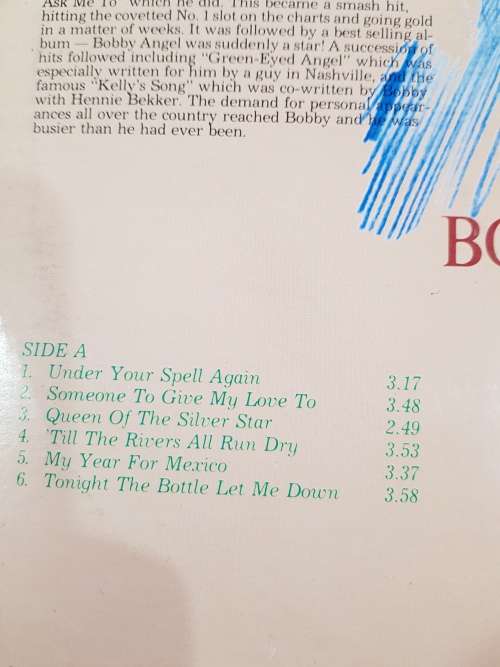 Ask Me To" which he did. This became a smash hit,
hitting the coveted No. 1 slot on the charts and going gold
in a matter of weeks. It was followed by a best selling al-
bum — Bobby Angel was suddenly a star! A succession of
hits followed including "Green-Eyed Angel" which was
especially written for him by a guy in Nashville, and the
famous "Kelly's Song" which was co-written by Bobby
with Hennie Bekker. The demand for personal appear-
ances all over the country reached Bobby and he was
busier than he had ever been.
BO
SIDE A
1. Under Your Spell Again 3.17
2. Someone To Give My Love To 3.48
3. Queen Of The Silver Star 2.49
4. 'Till The Rivers All Run Dry 3.53
5. My Year For Mexico 3.37
6. Tonight The Bottle Let Me Down 3.58